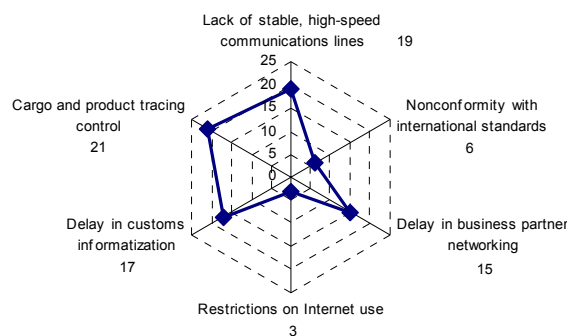 Lack of stable, high-speed
communications lines 19
25
20
15
10
5
0
Nonconformity with
international standards
6
Delay in business partner
networking
15
Restrictions on Internet use
3
Delay in customs
informatization
17
Cargo and product tracing
control
21